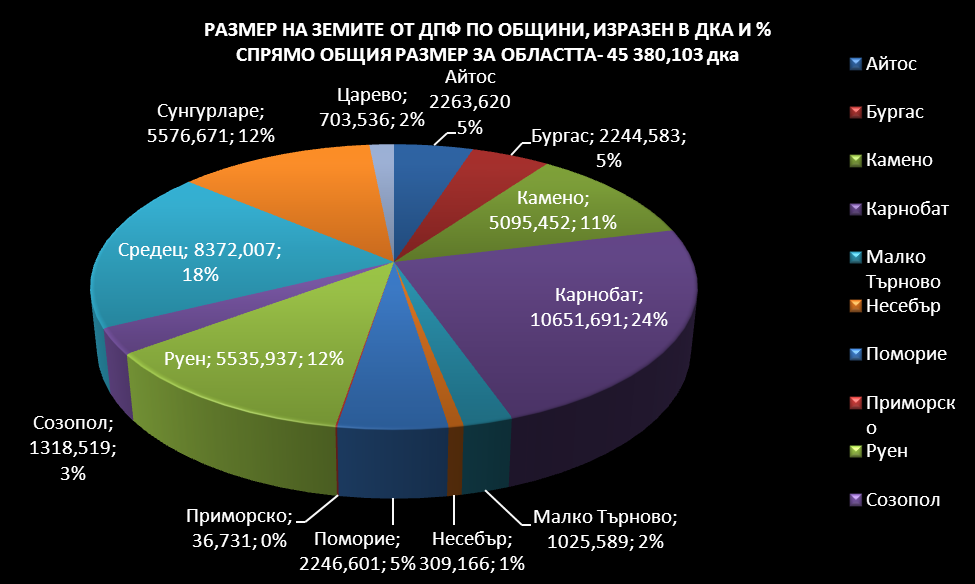 РАЗМЕР НА ЗЕМИТЕ ОТ ДПФ ПО ОБЩИНИ, ИЗРАЗЕН В ДКА И %
СПРЯМО ОБЩИЯ РАЗМЕР ЗА ОБЛАСТТА- 45 380,103 дка
Айтос
2263,620
5%
Бургас; 2244,583;
5%
Камено;
5095,452; 11%
Карнобат;
10651,691; 24%
Малко Търново;
1025,589; 2%
Несебър;
309,166; 1%
Поморие;
2246,601; 5%
Приморско;
36,731; 0%
Руен; 5535,937; 12%
Созопол;
1318,519;
3%
Средец; 8372,007;
18%
Сунгурларе;
5576,671; 12%
Царево;
703,536; 2%
Айтос
Бургас
Камено
Карнобат
Малко
Търново
Несебър
Поморие
Приморск
о
Руен
Созопол